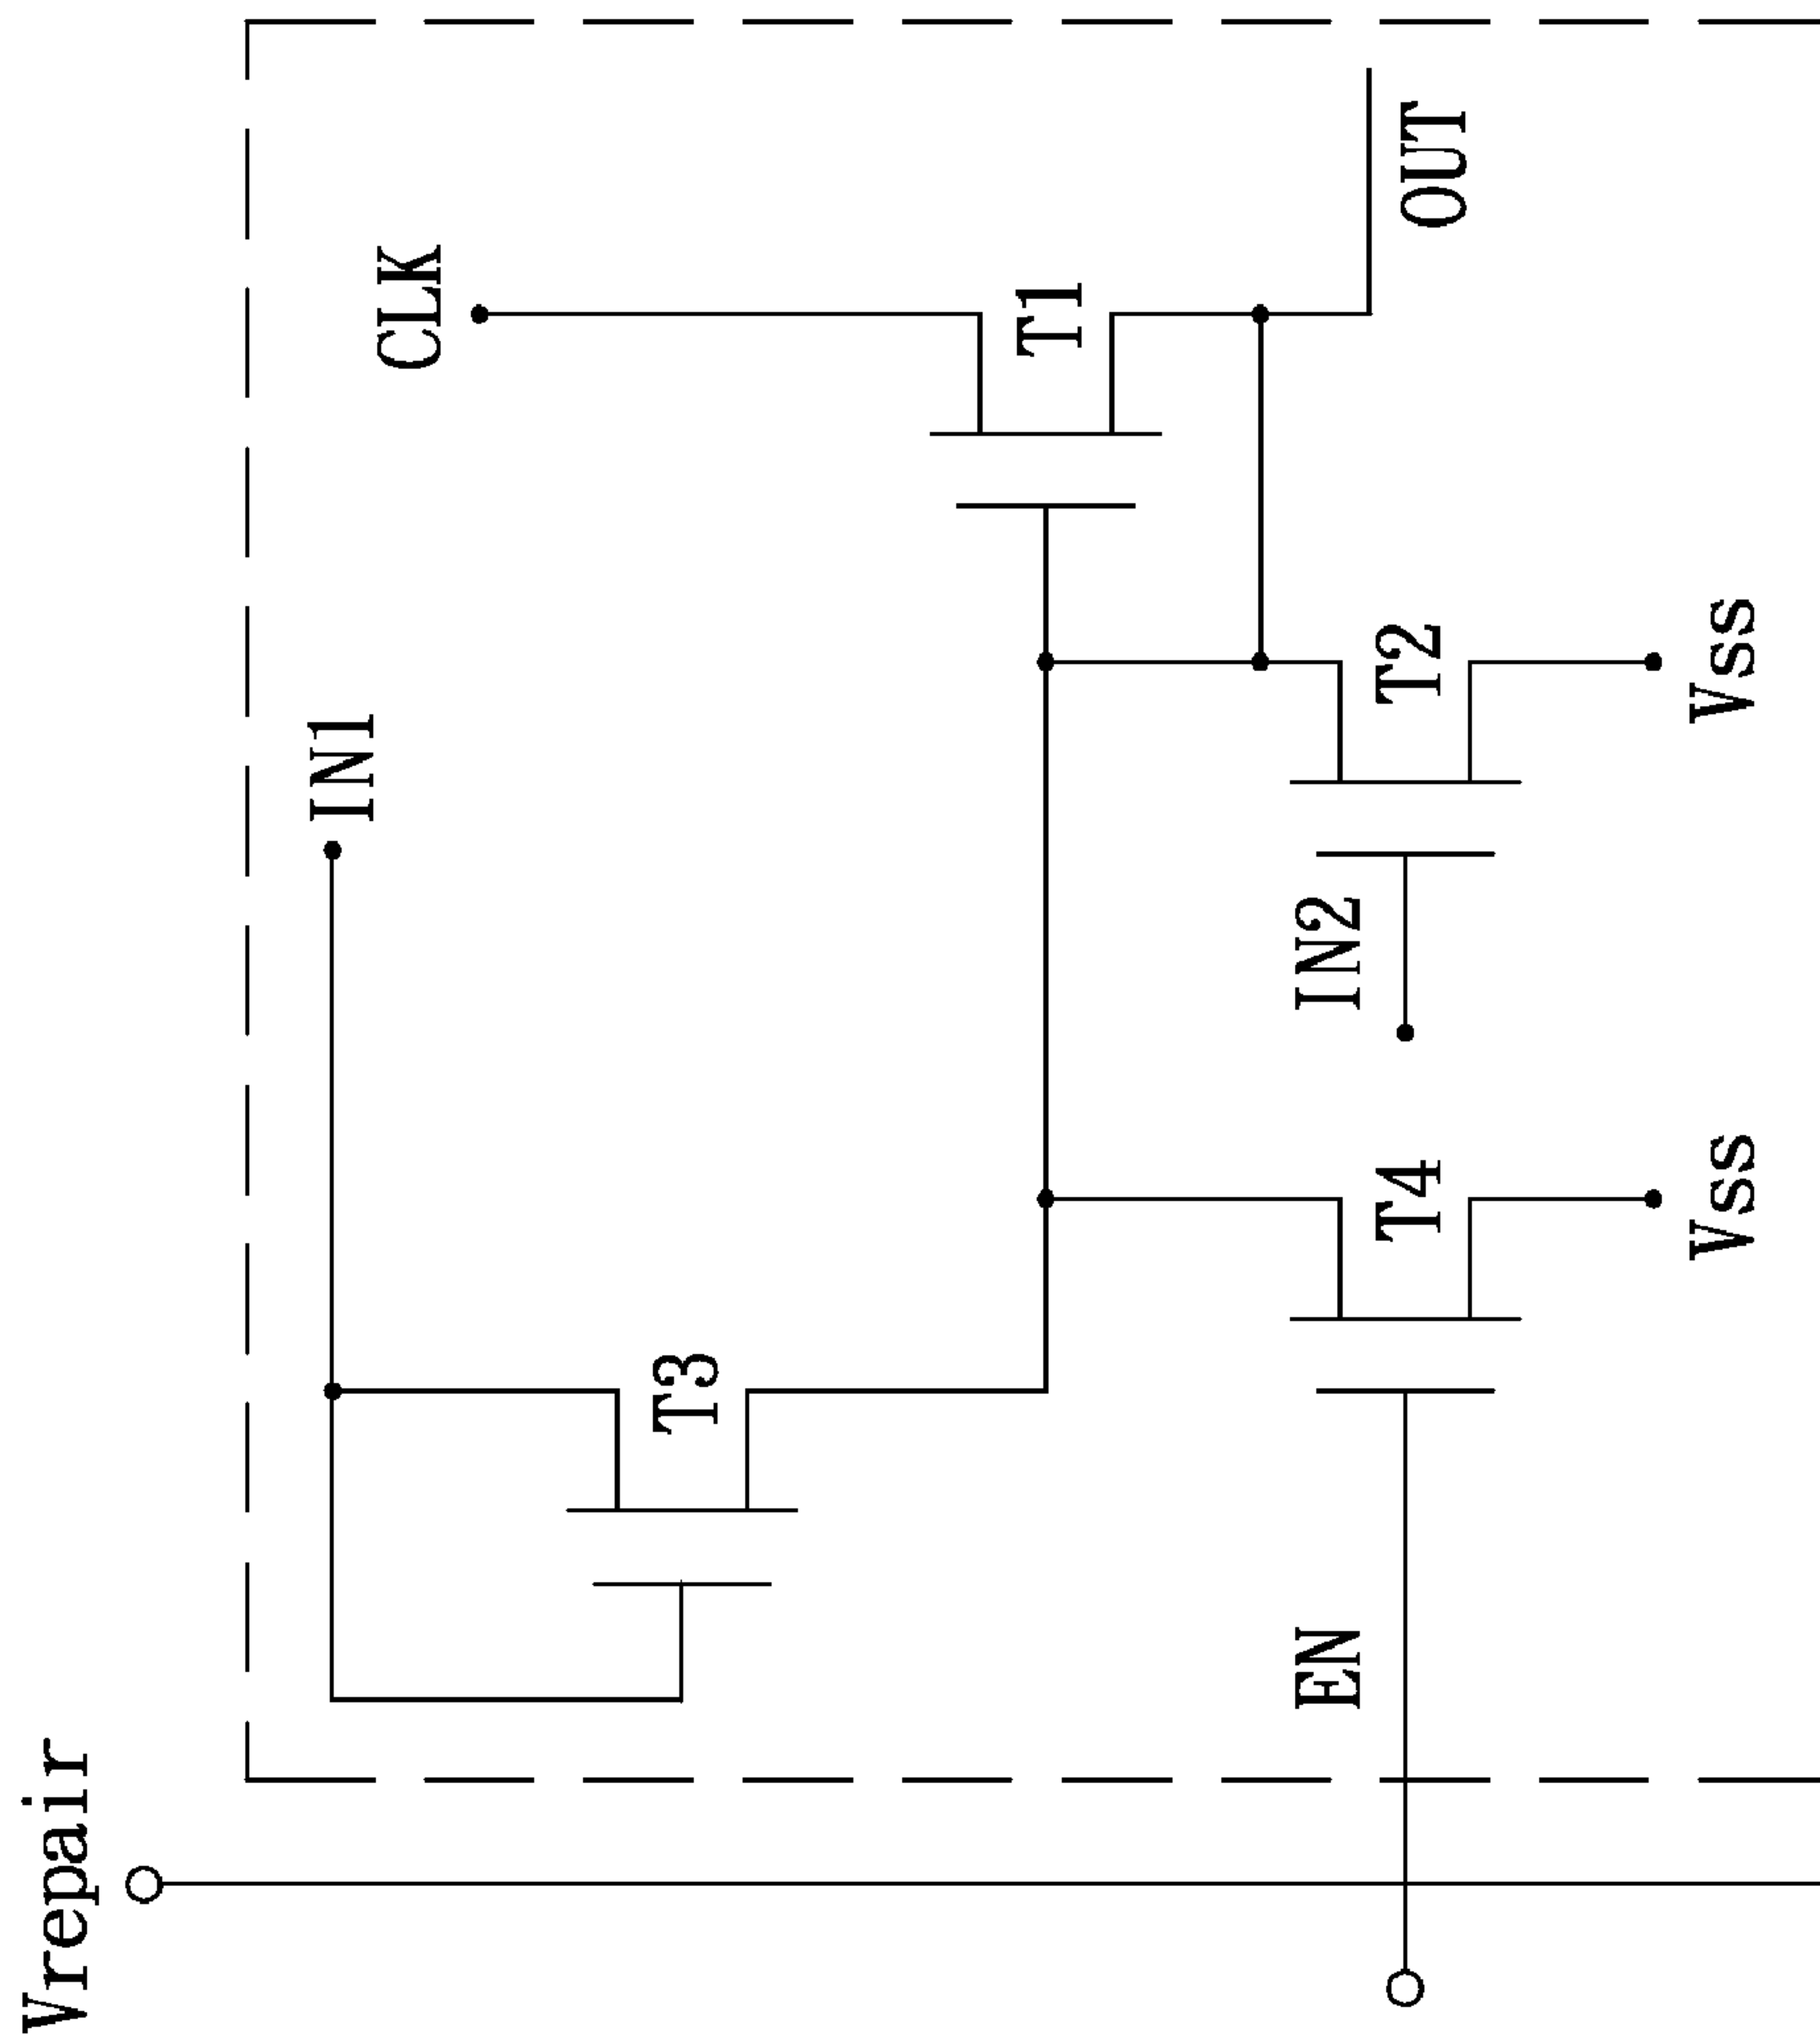 Vrepair
IN1
CLK
T3
T1
EN
IN2
T4
T2
OUT
Vss
Vss